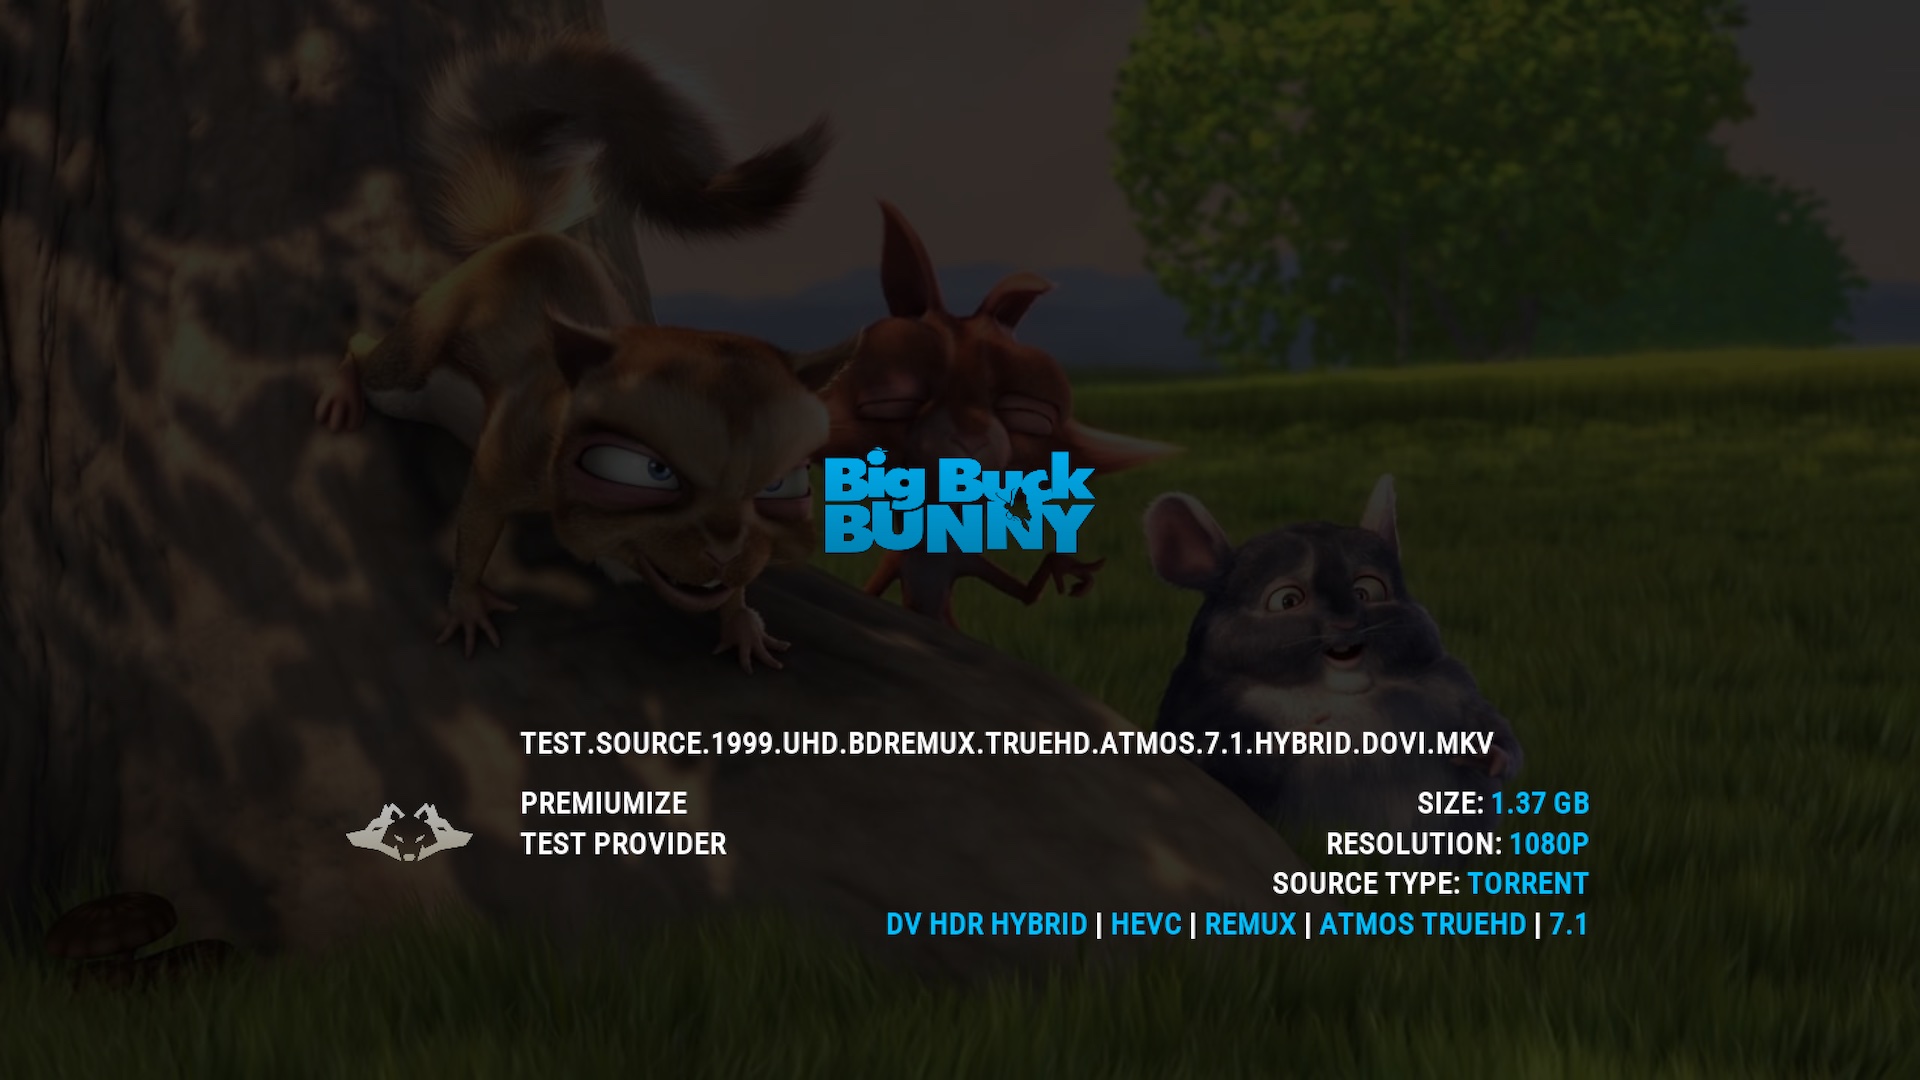 Big Buck
BUNNY
TEST.SOURCE.1999.UHD.BDREMUX.TRUEHD.ATMOS.7.1.HYBRID.DOVI.MKV
PREMIUMIZE
TEST PROVIDER
SIZE: 1.37 GB
RESOLUTION: 1080P
SOURCE TYPE: TORRENT
DV HDR HYBRID | HEVC | REMUX | ATMOS TRUEHD | 7.1